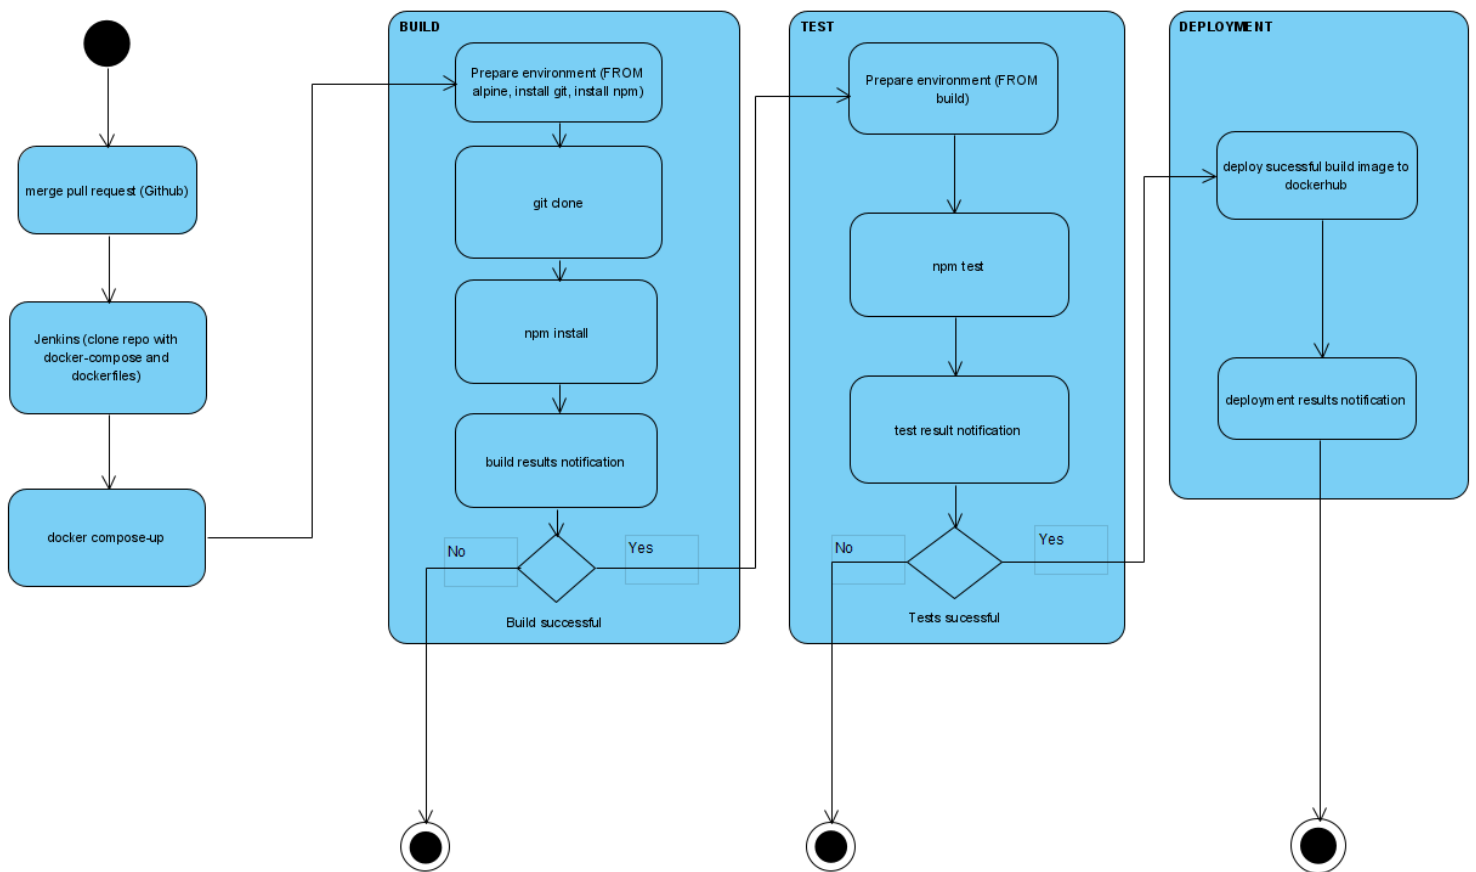 merge pull request (Github)
Jenkins (clone repo with
docker-compose and
dockerfiles)
docker compose-up
BUILD
Prepare environment (FROM
alpine, install git, install npm)
git clone
npm install
build results notification
No
Yes
Build successful
TEST
Prepare environment (FROM
build)
npm test
test result notification
No
Yes
Tests sucessful
DEPLOYMENT
deploy sucessful build image to
dockerhub
deployment results notification